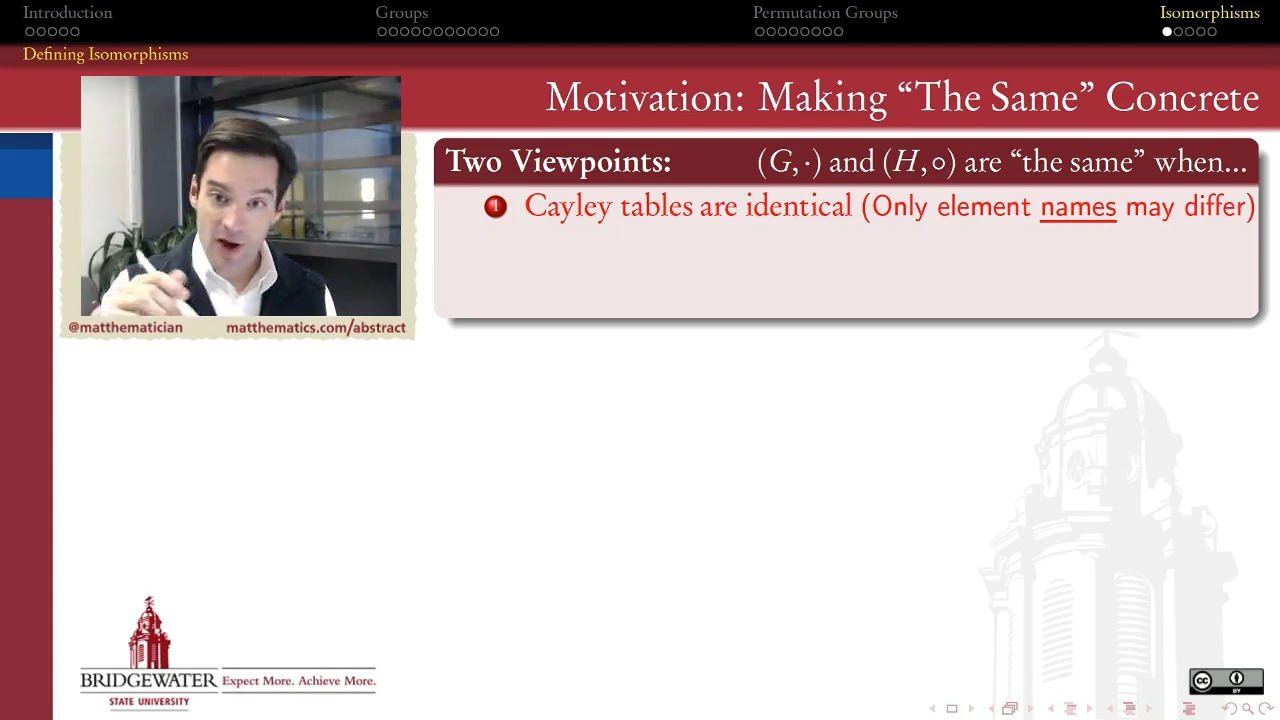 Introduction
Groups
Permutation Groups
Isomorphisms
Defining Isomorphisms
Motivation: Making “The Same” Concrete
Two Viewpoints: (G, ·) and (H, ∘) are “the same” when...
1 Cayley tables are identical (Only element names may differ)
@matthematician matthematics.com/abstract
BRIDGEWATER
STATE UNIVERSITY
Expect More. Achieve More.
CC BY